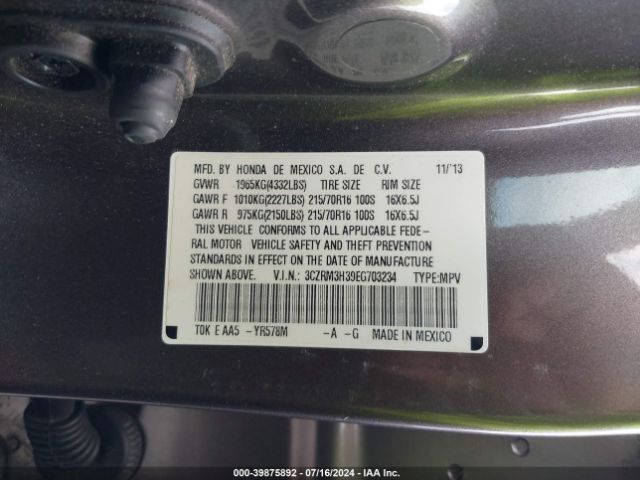 MFD. BY HONDA DE MEXICO S.A. DE C.V. 11/'13
GVWR 1965KG(4332LBS) TIRE SIZE RIM SIZE
GAWR F 1010KG(2227LBS) 215/70R16 100S 16X6.5J
GAWR R 975KG(2150LBS) 215/70R16 100S 16X6.5J
THIS VEHICLE CONFORMS TO ALL APPLICABLE FEDE-
RAL MOTOR VEHICLE SAFETY AND THEFT PREVENTION
STANDARDS IN EFFECT ON THE DATE OF MANUFACTURE
SHOWN ABOVE. V.I.N.: 3CZRM3H39EG703234 TYPE:MPV
TOK E AA5 -YR578M -A -G MADE IN MEXICO
000-39875892 - 07/16/2024 - IAA Inc.